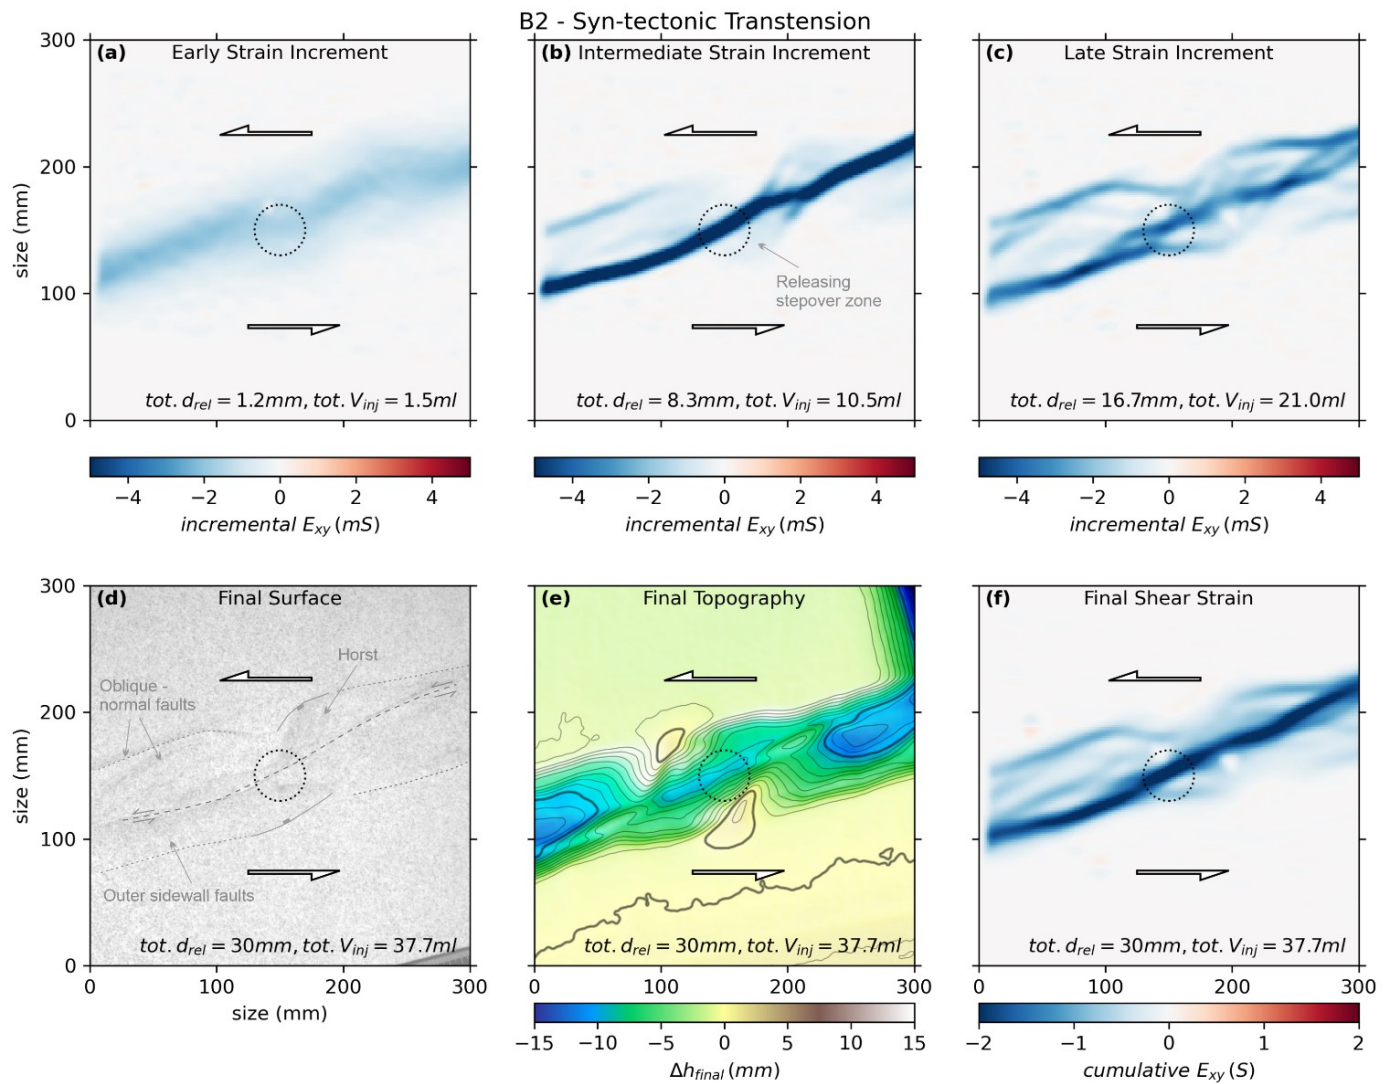 B2 - Syn-tectonic Transtension
(a) Early Strain Increment
(b) Intermediate Strain Increment
(c) Late Strain Increment
300
200
100
0
size (mm)
Releasing
stepover zone
tot. d_rel = 1.2mm, tot. V_inj = 1.5ml
tot. d_rel = 8.3mm, tot. V_inj = 10.5ml
tot. d_rel = 16.7mm, tot. V_inj = 21.0ml
−4 −2 0 2 4
incremental E_xy (mS)
−4 −2 0 2 4
incremental E_xy (mS)
−4 −2 0 2 4
incremental E_xy (mS)
(d) Final Surface
(e) Final Topography
(f) Final Shear Strain
300
200
100
0
size (mm)
Horst
Oblique -
normal faults
Outer sidewall faults
tot. d_rel = 30mm, tot. V_inj = 37.7ml
tot. d_rel = 30mm, tot. V_inj = 37.7ml
tot. d_rel = 30mm, tot. V_inj = 37.7ml
0 100 200 300
size (mm)
0 100 200 300
−15 −10 −5 0 5 10 15
Δh_final (mm)
−2 −1 0 1 2
cumulative E_xy (S)